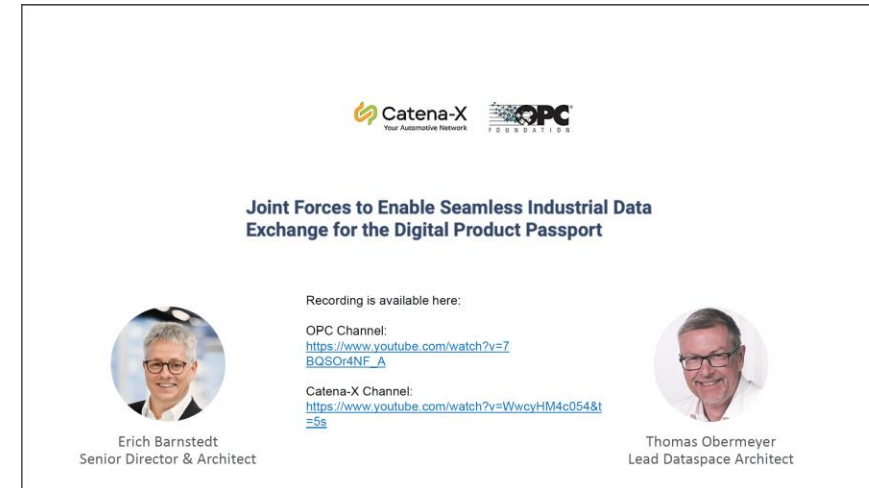 Catena-X
Your Automotive Network
OPC
FOUNDATION
Joint Forces to Enable Seamless Industrial Data
Exchange for the Digital Product Passport
Recording is available here:
OPC Channel:
https://www.youtube.com/watch?v=7
BQSOr4NF_A
Catena-X Channel:
https://www.youtube.com/watch?v=WwcyHM4c054&t
=5s
Erich Barnstedt
Senior Director & Architect
Thomas Obermeyer
Lead Dataspace Architect